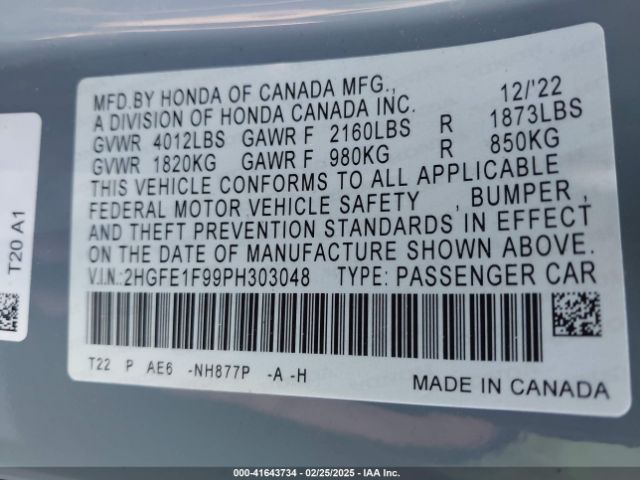 MFD.BY HONDA OF CANADA MFG., 12/'22
A DIVISION OF HONDA CANADA INC.
GVWR 4012LBS GAWR F 2160LBS R 1873LBS
GVWR 1820KG GAWR F 980KG R 850KG
THIS VEHICLE CONFORMS TO ALL APPLICABLE
FEDERAL MOTOR VEHICLE SAFETY , BUMPER ,
AND THEFT PREVENTION STANDARDS IN EFFECT
ON THE DATE OF MANUFACTURE SHOWN ABOVE.
V.I.N.:2HGFE1F99PH303048 TYPE: PASSENGER CAR
T22 P AE6 -NH877P -A -H
MADE IN CANADA
T20 A1
000-41643734 | 02/25/2025 | IAA Inc.